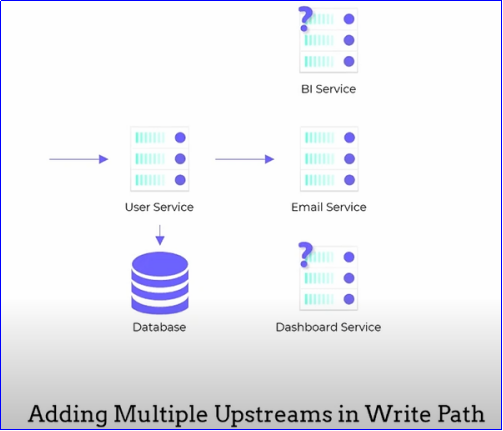 ?
BI Service
User Service
Email Service
?
Database
Dashboard Service
Adding Multiple Upstreams in Write Path